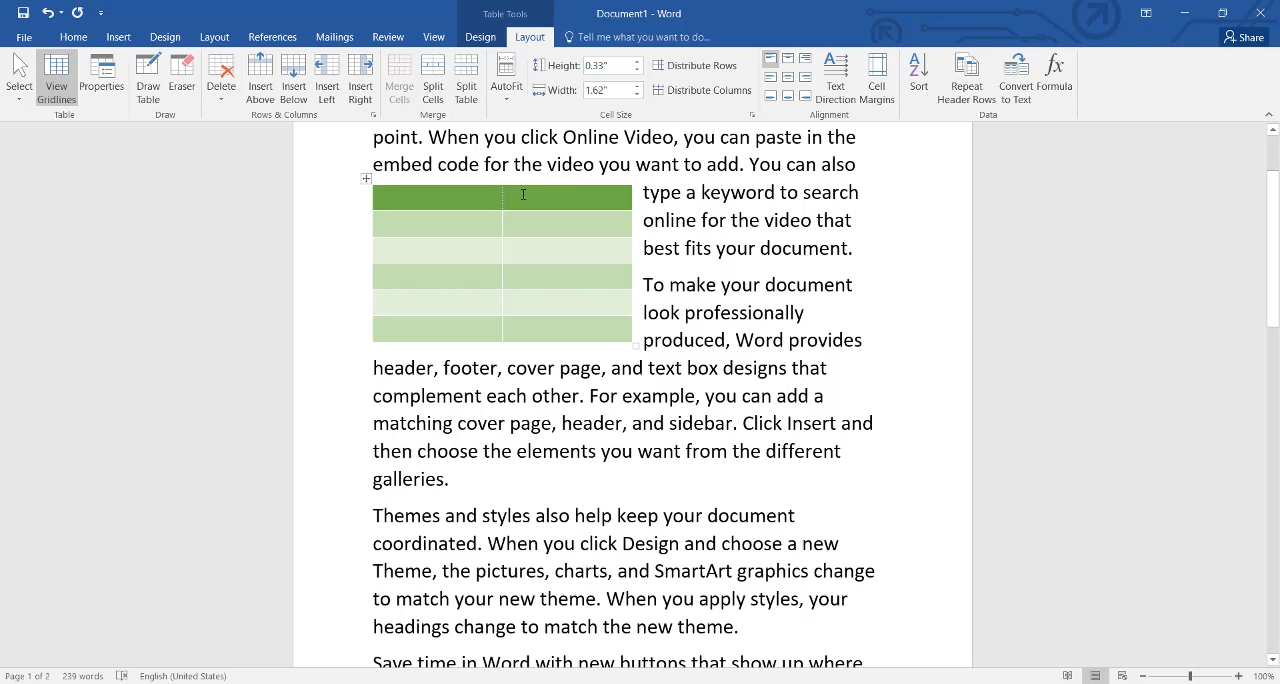 Table Tools
Document1 - Word
File Home Insert Design Layout References Mailings Review View Design Layout Tell me what you want to do... Share
Select View Gridlines Properties Draw Table Eraser Delete Insert Above Insert Below Insert Left Insert Right Merge Cells Split Cells Split Table AutoFit Height: 0.33" Width: 1.62" Distribute Rows Distribute Columns Text Direction Cell Margins Sort Repeat Header Rows Convert to Text Formula
Table Draw Rows & Columns Merge Cell Size Alignment Data
point. When you click Online Video, you can paste in the
embed code for the video you want to add. You can also
type a keyword to search
online for the video that
best fits your document.
To make your document
look professionally
produced, Word provides
header, footer, cover page, and text box designs that
complement each other. For example, you can add a
matching cover page, header, and sidebar. Click Insert and
then choose the elements you want from the different
galleries.
Themes and styles also help keep your document
coordinated. When you click Design and choose a new
Theme, the pictures, charts, and SmartArt graphics change
to match your new theme. When you apply styles, your
headings change to match the new theme.
Save time in Word with new buttons that show up where
Page 1 of 2 239 words English (United States) 100%